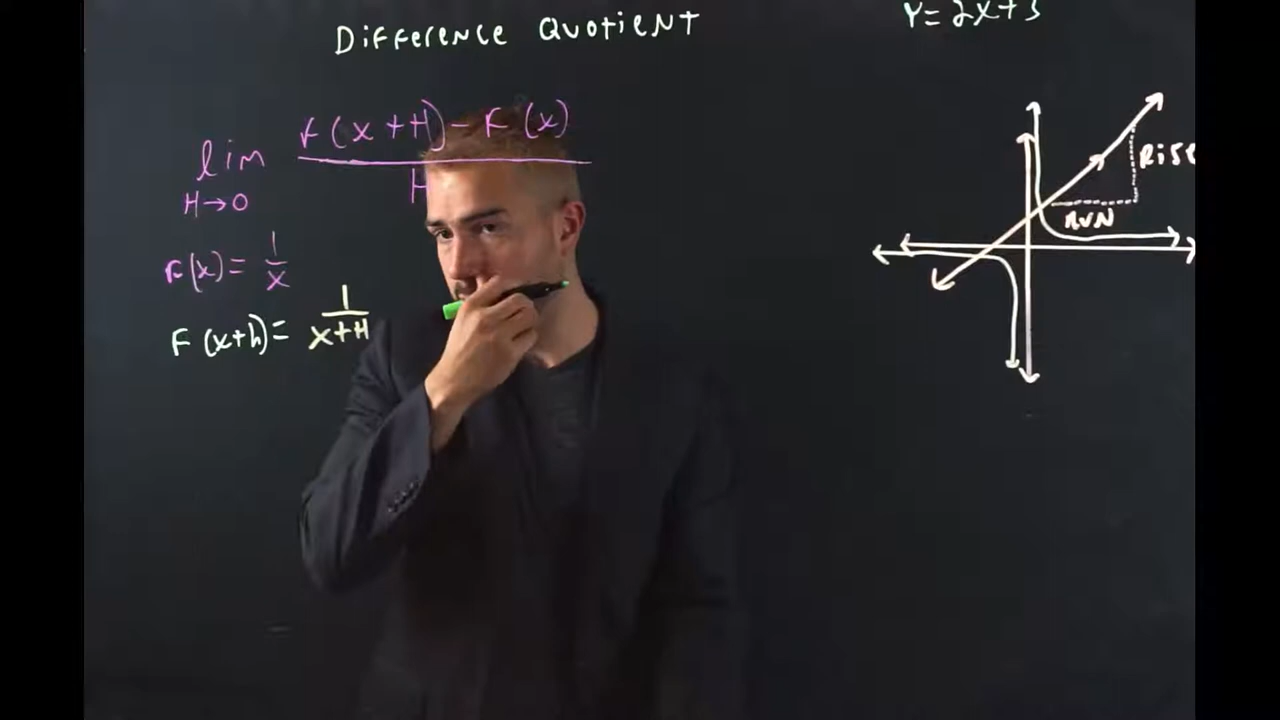 Difference Quotient
Y=2x+3
lim F(x+H)-F(x)
H→0 H
F(x)= 1/x
F(x+h)= 1/x+H
Rise
Run